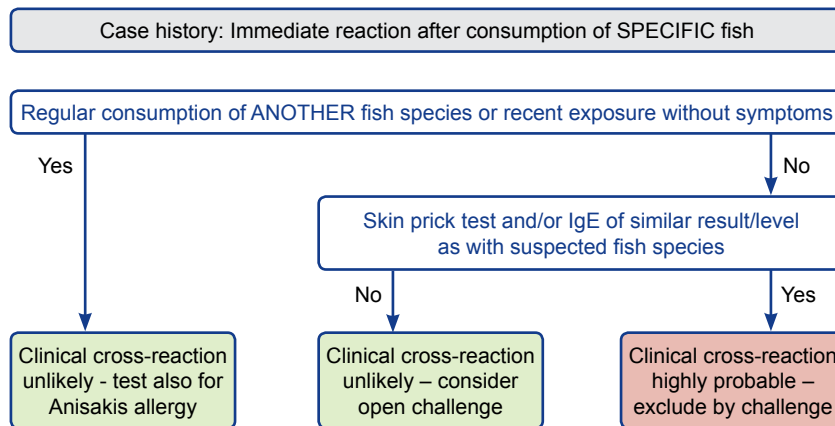 Case history: Immediate reaction after consumption of SPECIFIC fish
Regular consumption of ANOTHER fish species or recent exposure without symptoms
Yes
No
Skin prick test and/or IgE of similar result/level
as with suspected fish species
No
Yes
Clinical cross-reaction
unlikely - test also for
Anisakis allergy
Clinical cross-reaction
unlikely – consider
open challenge
Clinical cross-reaction
highly probable –
exclude by challenge